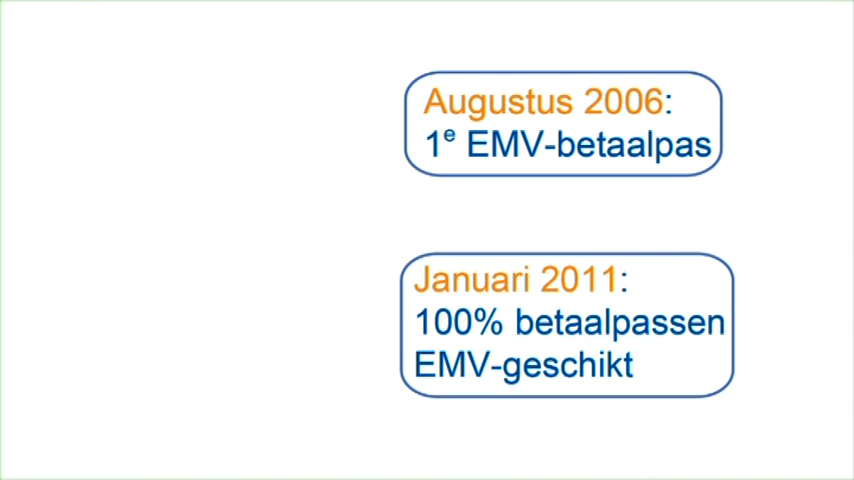 Augustus 2006:
1e EMV-betaalpas
Januari 2011:
100% betaalpassen
EMV-geschikt